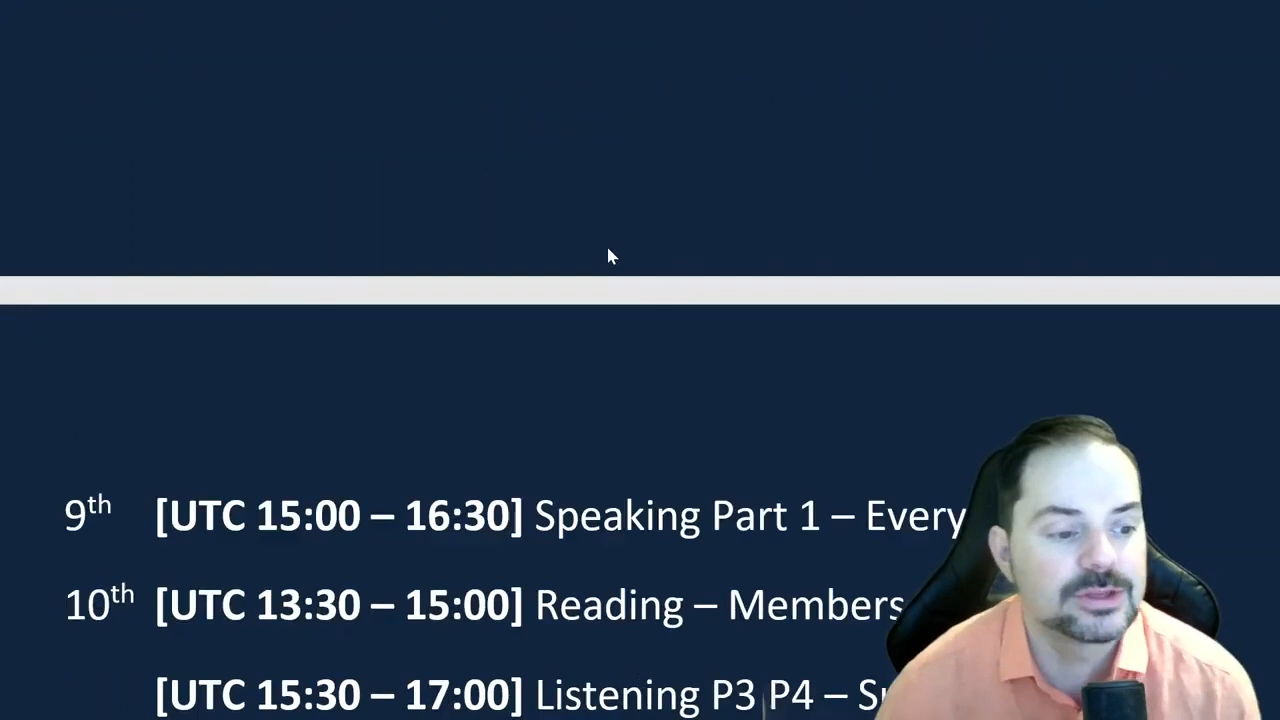 9th [UTC 15:00 – 16:30] Speaking Part 1 – Every
10th [UTC 13:30 – 15:00] Reading – Members
[UTC 15:30 – 17:00] Listening P3 P4 –